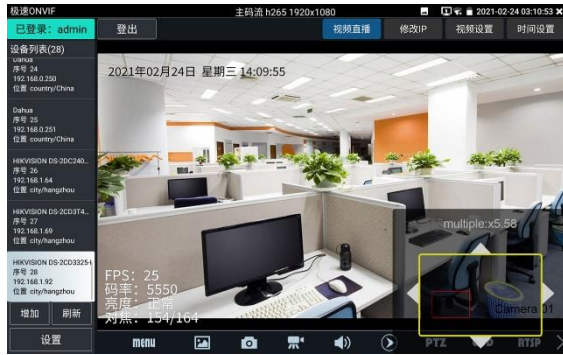 极速ONVIF
主码流 h265 1920x1080
2021-02-24 03:10:53
已登录: admin
登出
视频直播
修改IP
视频设置
时间设置
设备列表(28)
Dahua
序号 24
192.168.0.250
位置 country/China
Dahua
序号 25
192.168.0.251
位置 country/China
HIKVISION DS-2DC240...
序号 26
192.168.1.64
位置 city/hangzhou
HIKVISION DS-2CD3T4...
序号 27
192.168.1.69
位置 city/hangzhou
HIKVISION DS-2CD3325-I
序号 28
192.168.1.92
位置 city/hangzhou
增加
刷新
设置
2021年02月24日 星期三 14:09:55
multiple:x5.58
FPS: 25
码率: 5550
亮度: 正常
对焦: 154/164
Camera 01
menu
PTZ
RTSP